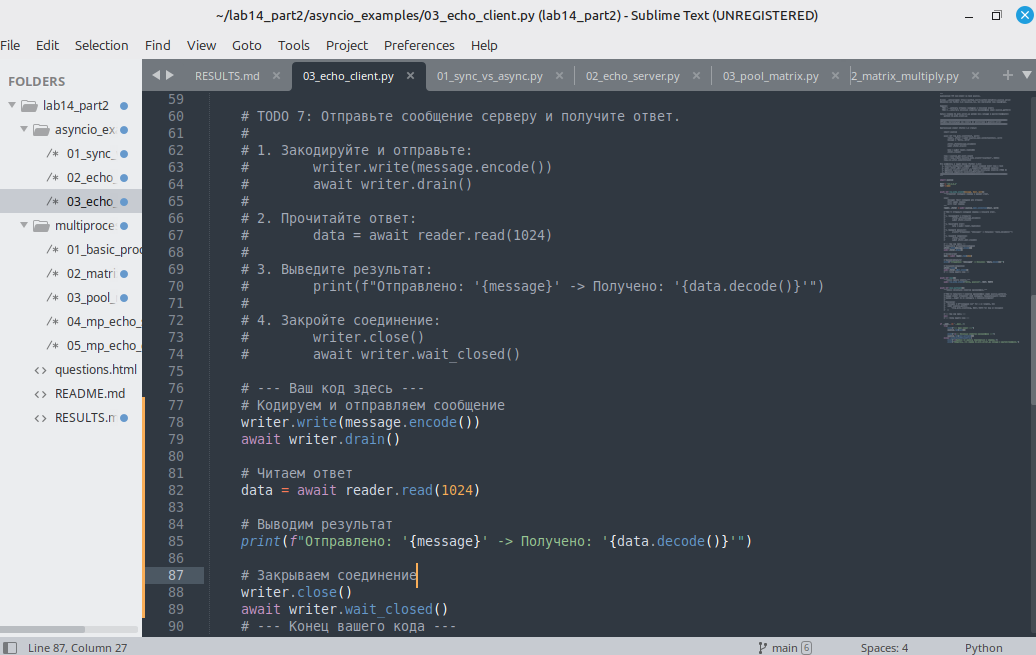 ~/lab14_part2/asyncio_examples/03_echo_client.py (lab14_part2) - Sublime Text (UNREGISTERED)
File Edit Selection Find View Goto Tools Project Preferences Help
RESULTS.md 03_echo_client.py 01_sync_vs_async.py 02_echo_server.py 03_pool_matrix.py 2_matrix_multiply.py
FOLDERS
lab14_part2
asyncio_ex
01_sync_
02_echo_
03_echo_
multiproce
01_basic_proc
02_matri
03_pool_
04_mp_echo_
05_mp_echo_
questions.html
README.md
RESULTS.m
59
60 # TODO 7: Отправьте сообщение серверу и получите ответ.
61 #
62 # 1. Закодируйте и отправьте:
63 # writer.write(message.encode())
64 # await writer.drain()
65 #
66 # 2. Прочитайте ответ:
67 # data = await reader.read(1024)
68 #
69 # 3. Выведите результат:
70 # print(f"Отправлено: '{message}' -> Получено: '{data.decode()}'")
71 #
72 # 4. Закройте соединение:
73 # writer.close()
74 # await writer.wait_closed()
75
76 # --- Ваш код здесь ---
77 # Кодируем и отправляем сообщение
78 writer.write(message.encode())
79 await writer.drain()
80
81 # Читаем ответ
82 data = await reader.read(1024)
83
84 # Выводим результат
85 print(f"Отправлено: '{message}' -> Получено: '{data.decode()}'")
86
87 # Закрываем соединение
88 writer.close()
89 await writer.wait_closed()
90 # --- Конец вашего кода ---
Line 87, Column 27 main 6 Spaces: 4 Python